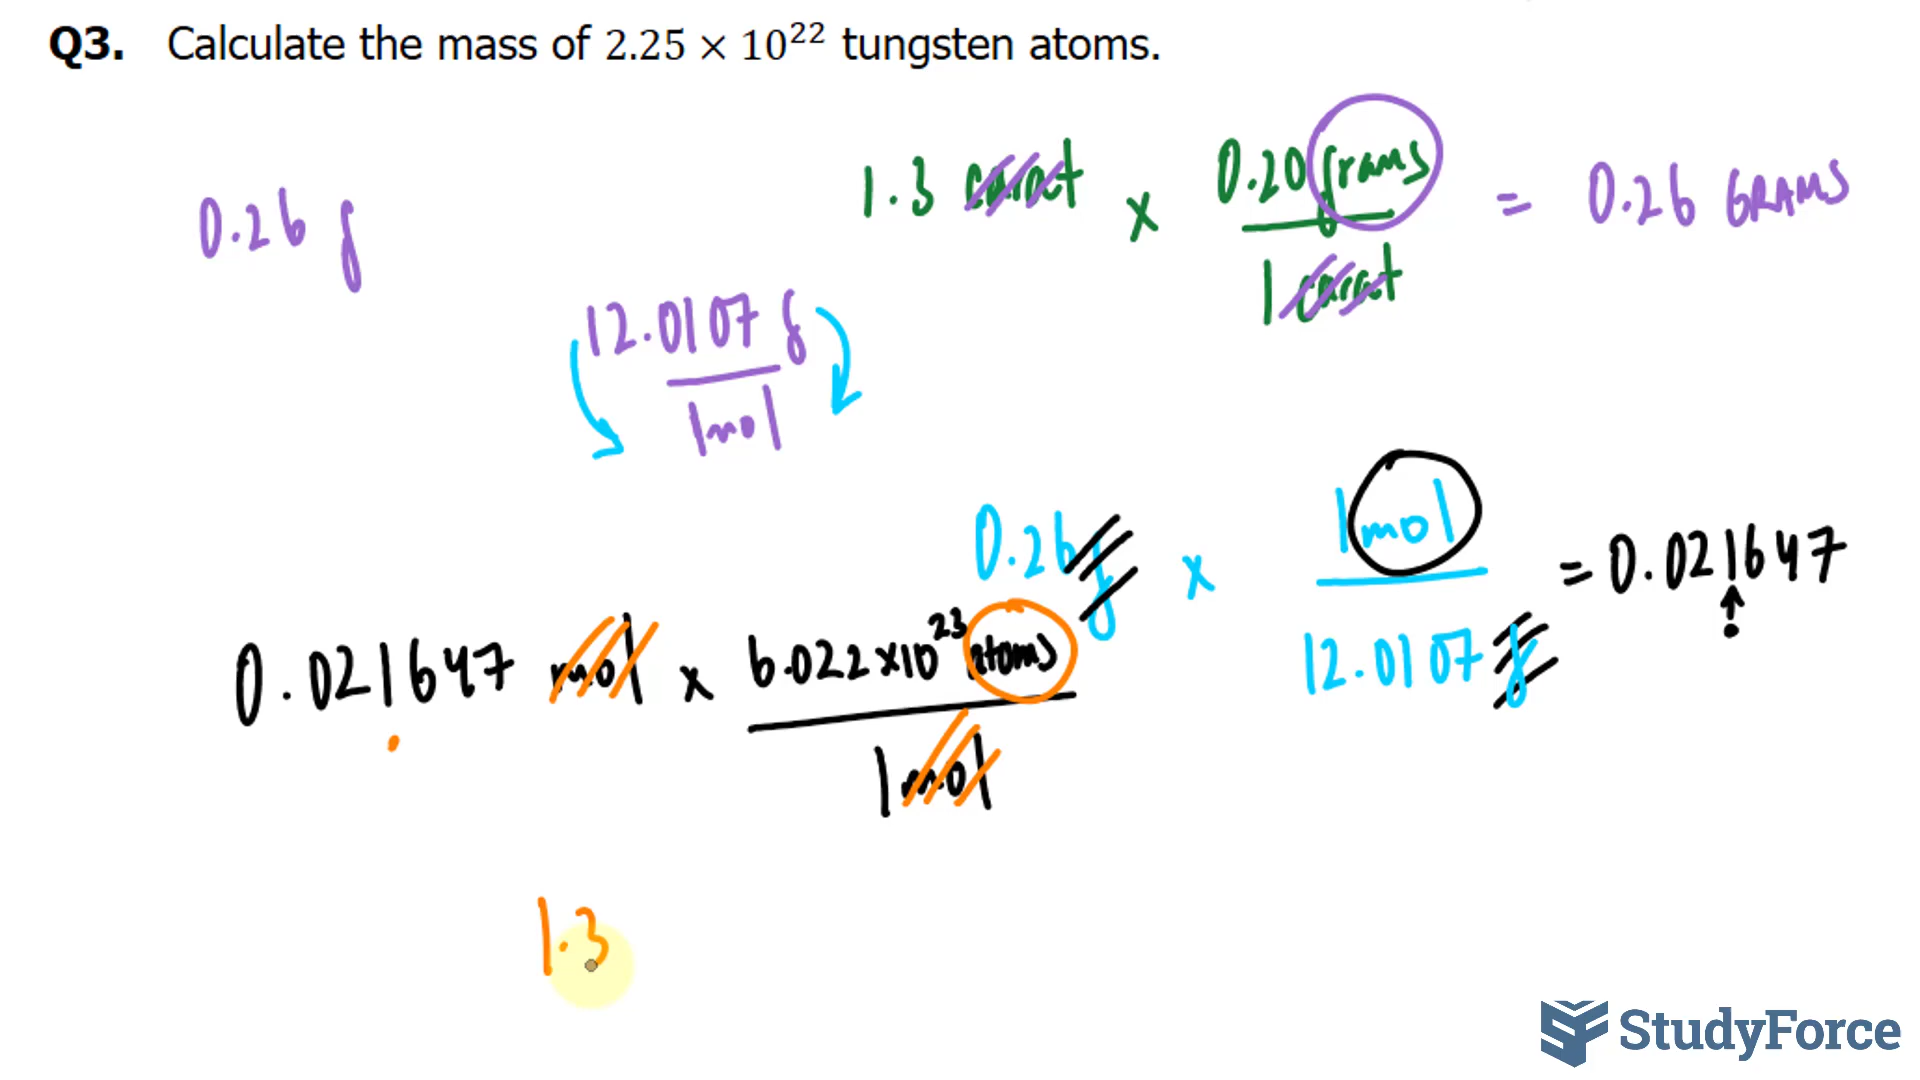 Q3. Calculate the mass of 2.25 × 10²² tungsten atoms.
1.3 carat × 0.20 grams / 1 carat = 0.26 GRAMS
0.26 g
12.0107 g / 1 mol
0.26 g × 1 mol / 12.0107 g = 0.021647
0.021647 mol × 6.022×10²³ atoms / 1 mol
1.3
StudyForce